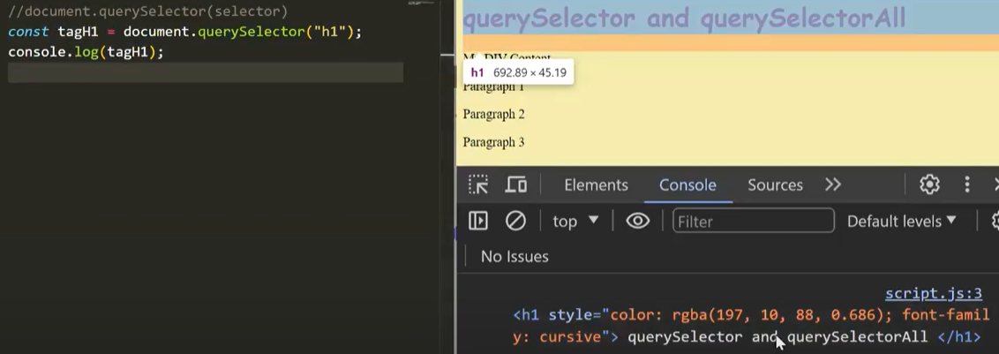 //document.querySelector(selector)
const tagH1 = document.querySelector("h1");
console.log(tagH1);
querySelector and querySelectorAll
My DIV Content
h1 692.89 × 45.19
Paragraph 1
Paragraph 2
Paragraph 3
Elements Console Sources
top Filter Default levels
No Issues
script.js:3
<h1 style="color: rgba(197, 10, 88, 0.686); font-famil
y: cursive"> querySelector and querySelectorAll </h1>